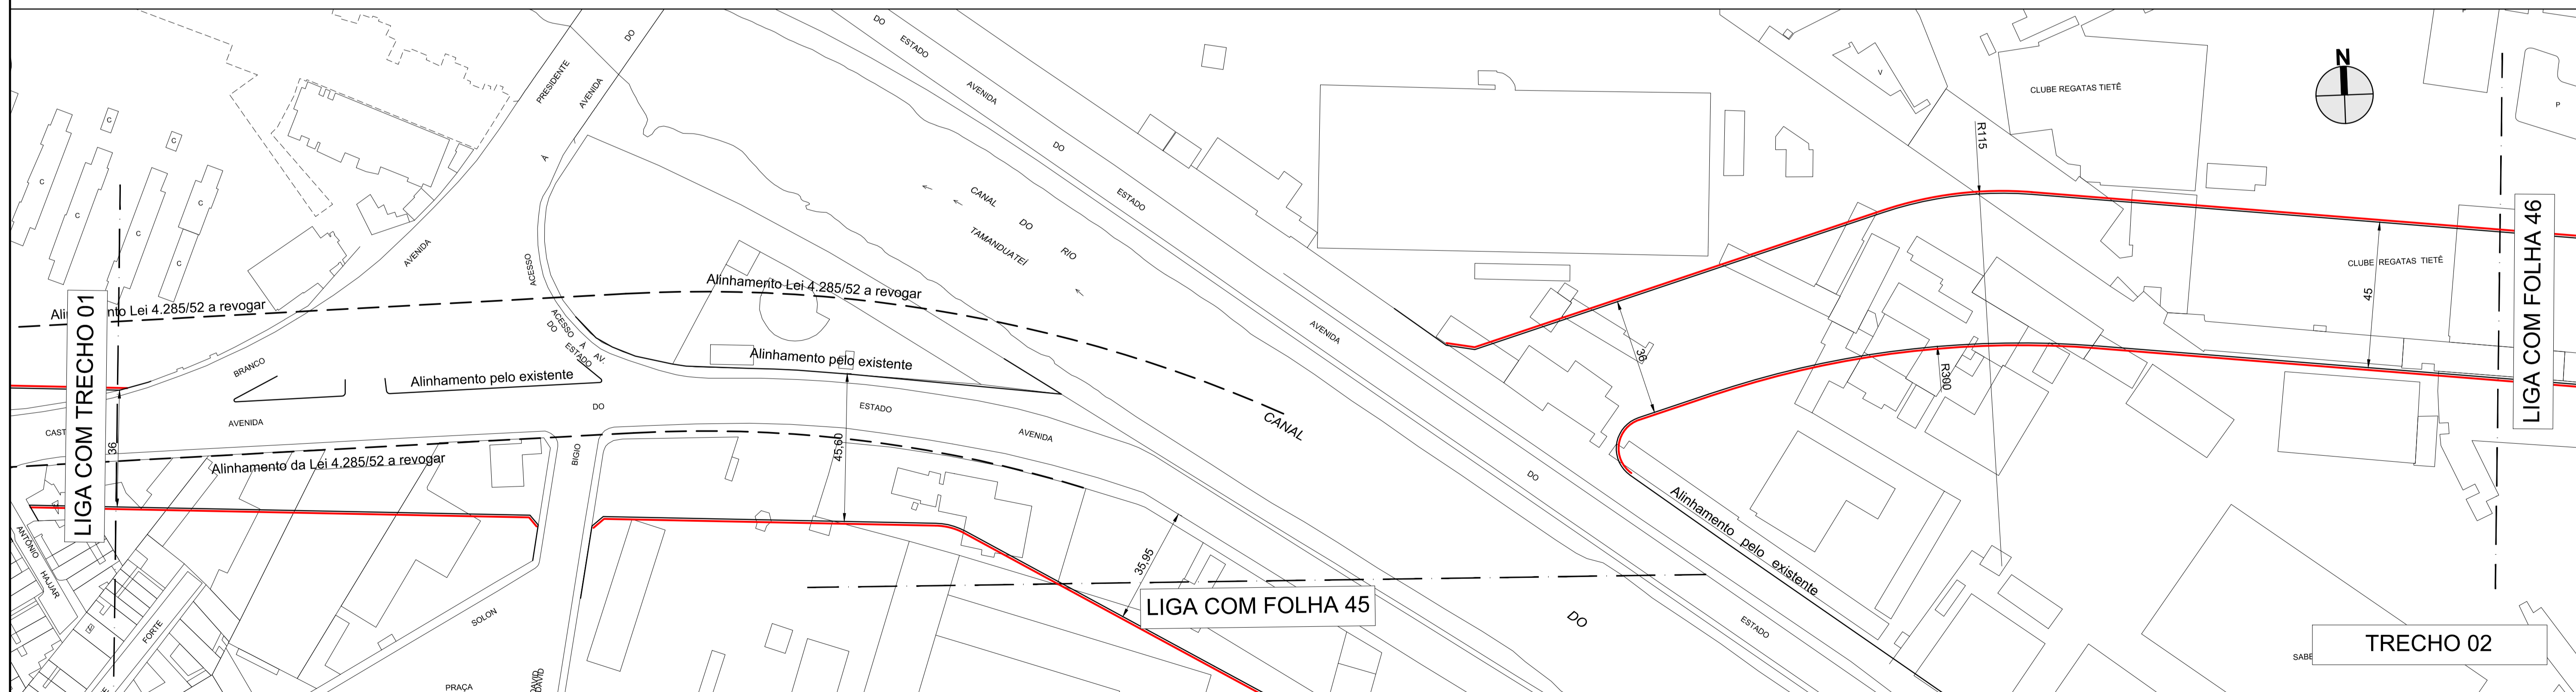 DO
ESTADO
AVENIDA
DO
ESTADO
AVENIDA
DO
ESTADO
PRESIDENTE
AVENIDA
DO
À
AVENIDA
ACESSO
ACESSO À AV.
DO ESTADO
CANAL DO RIO
TAMANDUATEÍ
N
CLUBE REGATAS TIETÊ
V
P
R115
C
C
C
C
C
C
C
LIGA COM TRECHO 01
Alinhamento Lei 4.285/52 a revogar
Alinhamento Lei 4.285/52 a revogar
Alinhamento pelo existente
Alinhamento pelo existente
BRANCO
AVENIDA
DO
ESTADO
AVENIDA
CAST
36
45,60
Alinhamento da Lei 4.285/52 a revogar
BIGIO
CANAL
DO
36
R300
45
CLUBE REGATAS TIETÊ
LIGA COM FOLHA 46
Alinhamento pelo existente
35,95
LIGA COM FOLHA 45
ANTÔNIO
HAJJAR
FORTE
SOLON
PRAÇA
DAVID
TRECHO 02
SABE